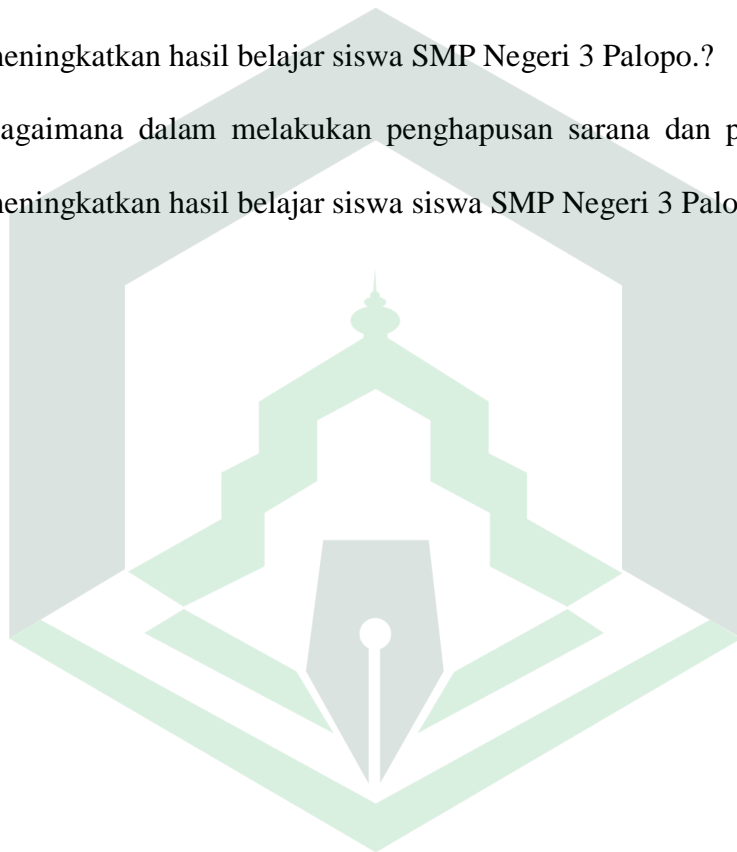 meningkatkan hasil belajar siswa SMP Negeri 3 Palopo.?
agaimana dalam melakukan penghapusan sarana dan p
meningkatkan hasil belajar siswa siswa SMP Negeri 3 Palo